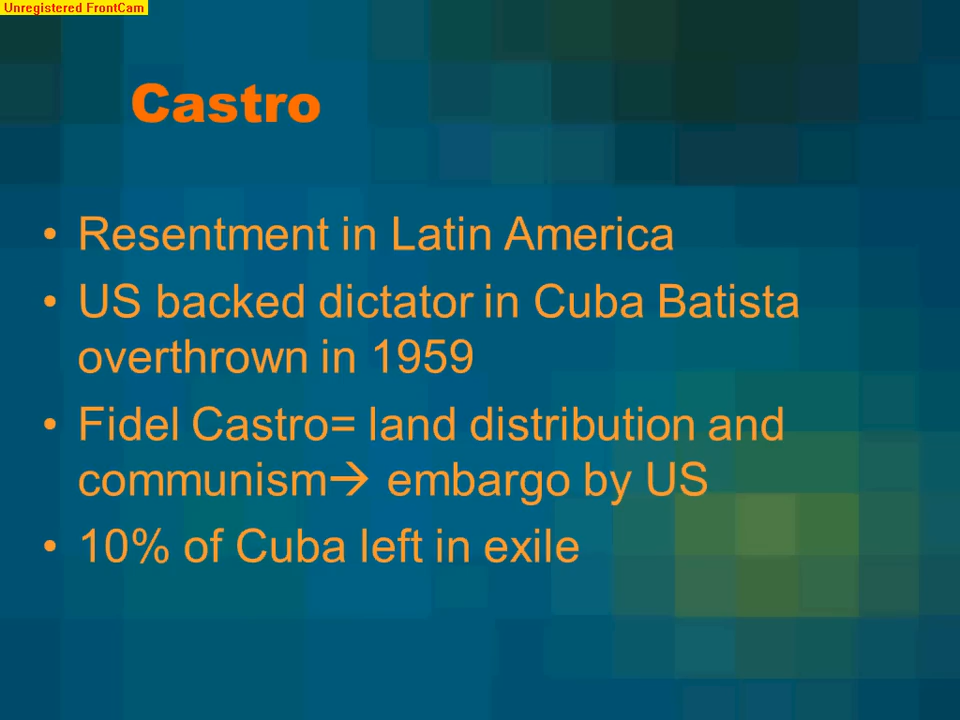 Unregistered FrontCam
Castro
• Resentment in Latin America
• US backed dictator in Cuba Batista
overthrown in 1959
• Fidel Castro= land distribution and
communism→ embargo by US
• 10% of Cuba left in exile